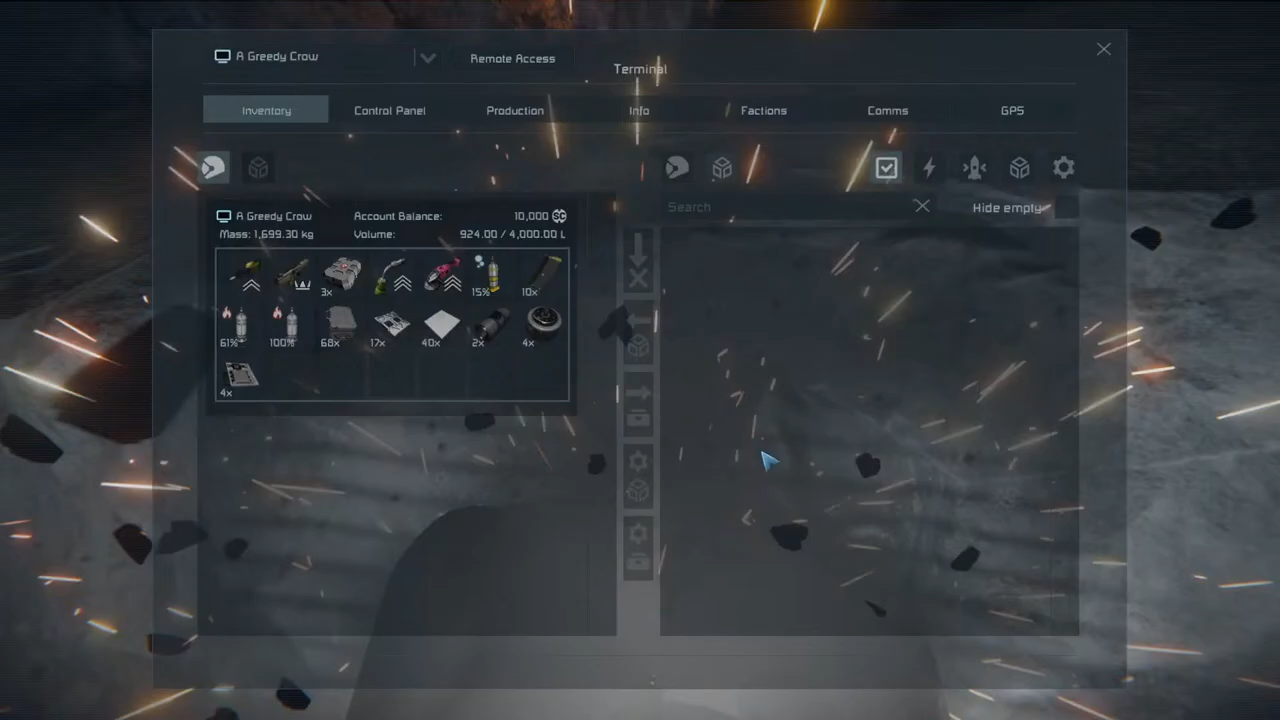 A Greedy Crow
Remote Access
Terminal
Inventory
Control Panel
Production
Info
Factions
Comms
GPS
Search
Hide empty
A Greedy Crow
Account Balance:
10,000 SC
Mass: 1,699.30 kg
Volume:
924.00 / 4,000.00 L
3x
15%
10x
61%
100%
68x
17x
40x
2x
4x
4x